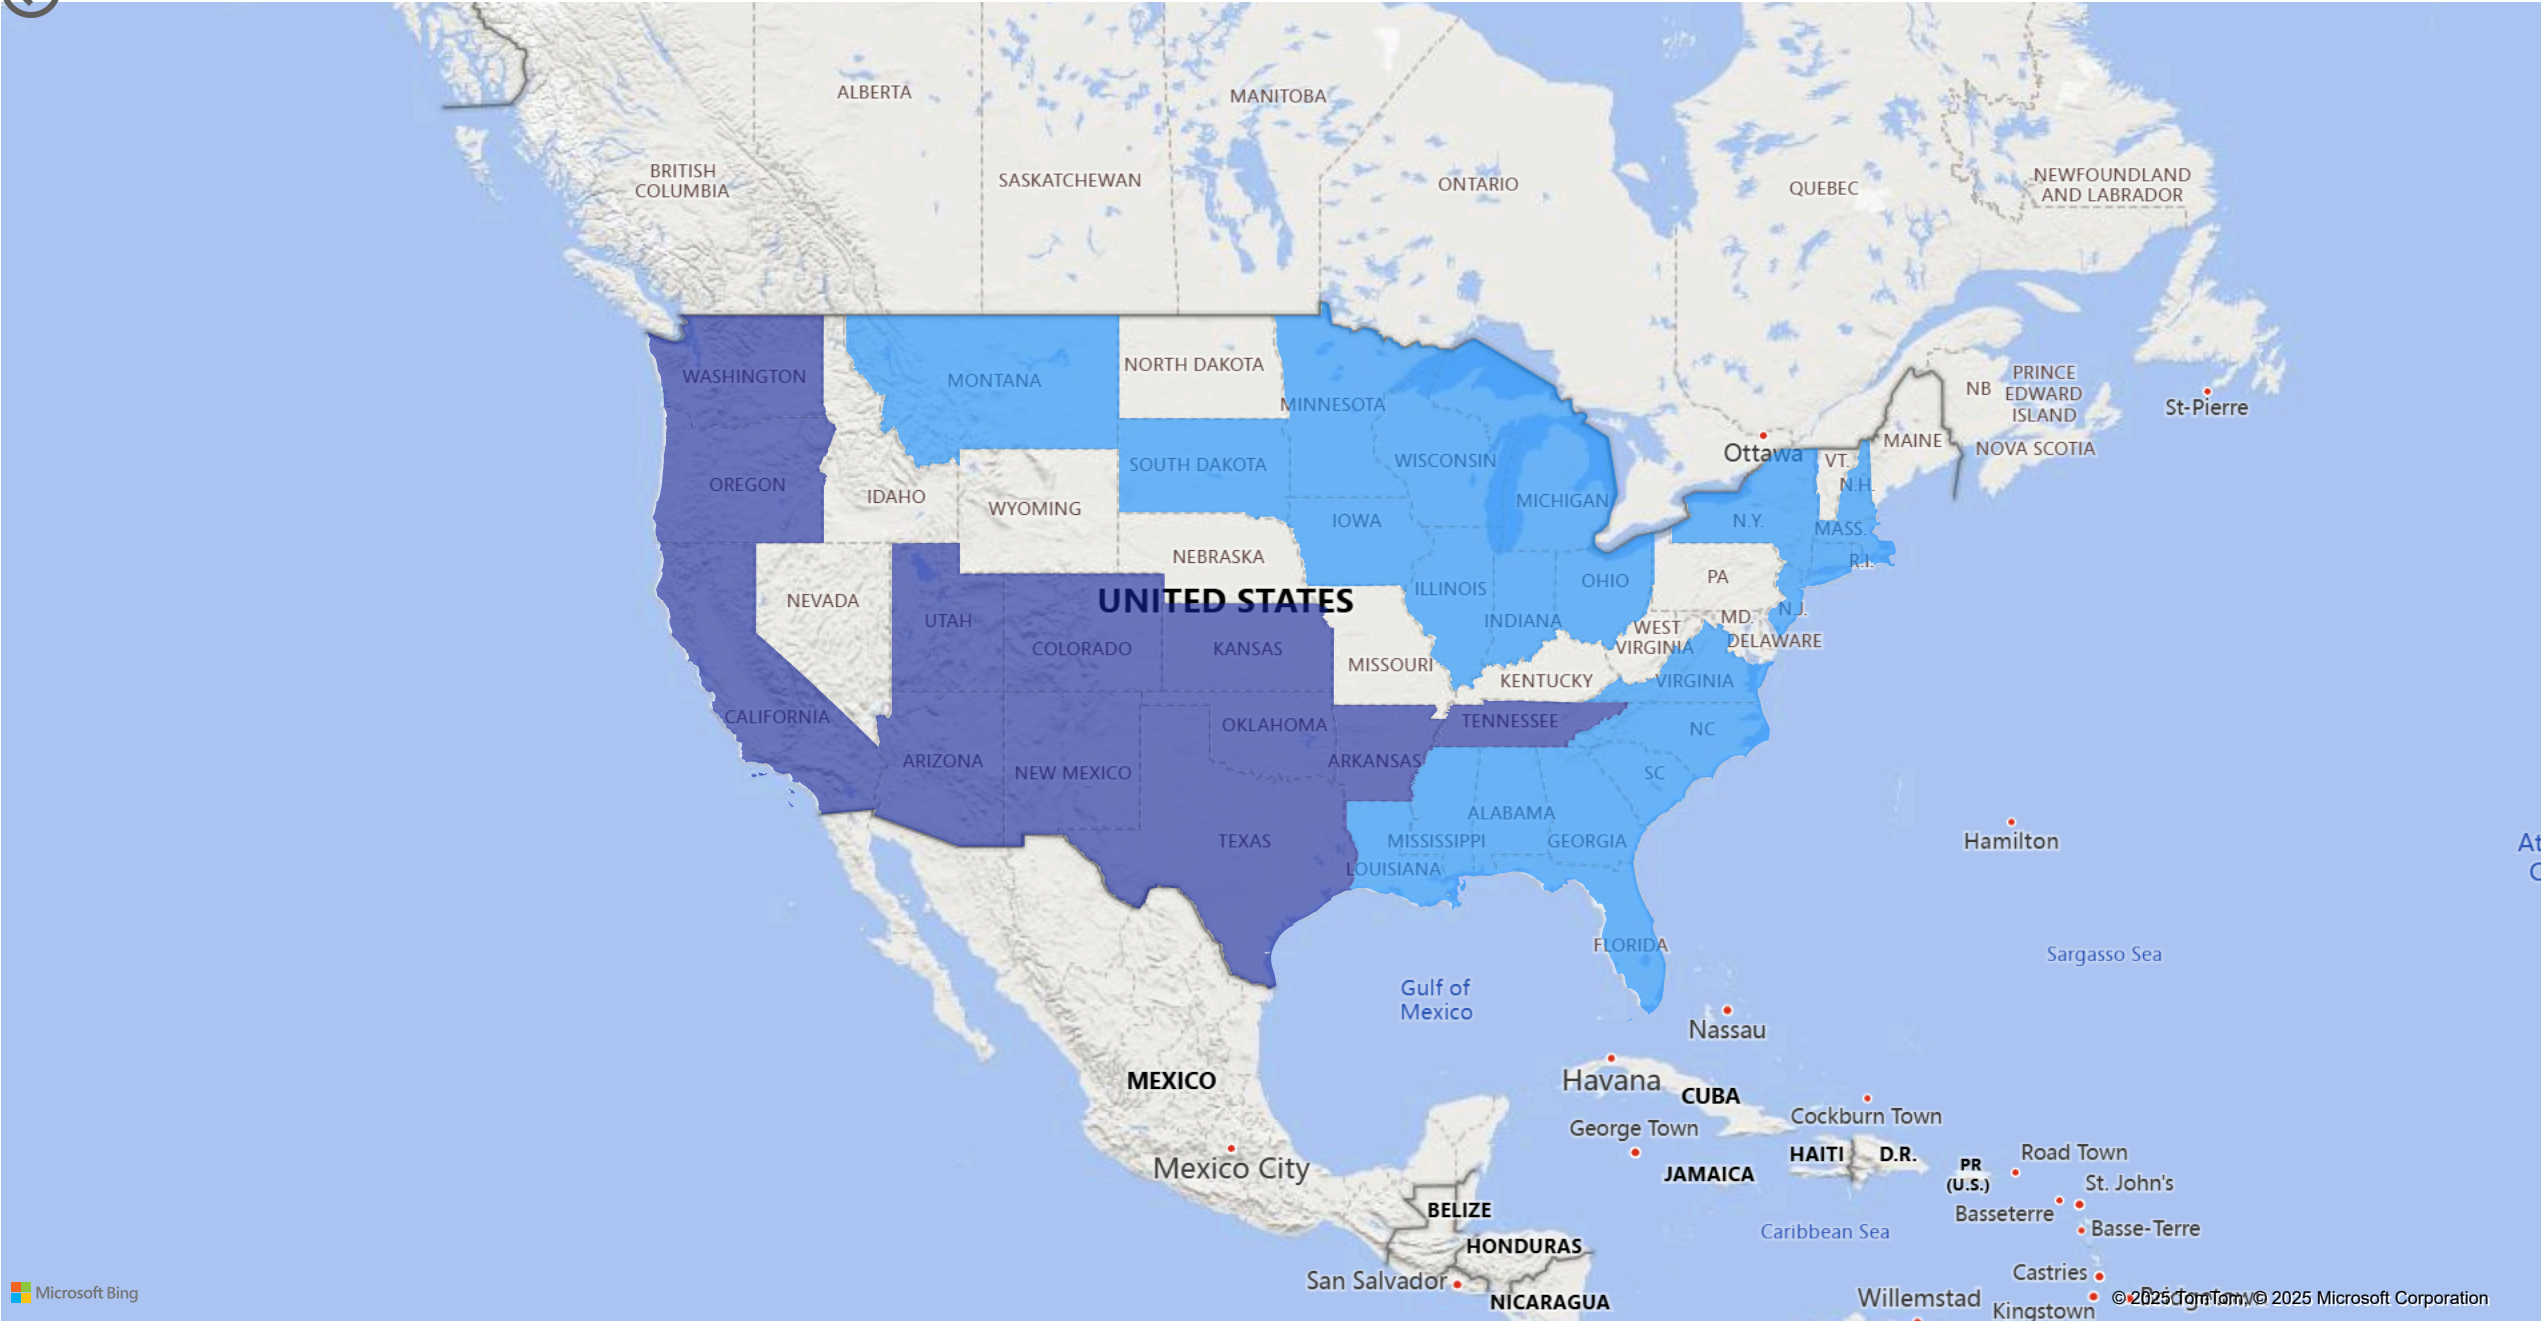 ALBERTA
MANITOBA
BRITISH
COLUMBIA
SASKATCHEWAN
ONTARIO
QUEBEC
NEWFOUNDLAND
AND LABRADOR
WASHINGTON
MONTANA
NORTH DAKOTA
MINNESOTA
NB
PRINCE
EDWARD
ISLAND
St-Pierre
Ottawa
MAINE
NOVA SCOTIA
VT.
N.H.
OREGON
IDAHO
WYOMING
SOUTH DAKOTA
WISCONSIN
MICHIGAN
IOWA
N.Y.
MASS.
R.I.
NEBRASKA
UNITED STATES
NEVADA
UTAH
COLORADO
KANSAS
ILLINOIS
INDIANA
OHIO
PA
N.J.
MD.
DELAWARE
WEST
VIRGINIA
MISSOURI
KENTUCKY
VIRGINIA
CALIFORNIA
ARIZONA
NEW MEXICO
OKLAHOMA
ARKANSAS
TENNESSEE
NC
SC
TEXAS
MISSISSIPPI
ALABAMA
GEORGIA
LOUISIANA
FLORIDA
Hamilton
At
Sargasso Sea
Gulf of
Mexico
Nassau
Havana
CUBA
MEXICO
Mexico City
Cockburn Town
George Town
JAMAICA
HAITI
D.R.
PR
(U.S.)
Road Town
St. John's
Basseterre
Basse-Terre
BELIZE
HONDURAS
Caribbean Sea
San Salvador
NICARAGUA
Castries
Willemstad
Kingstown
Microsoft Bing
© 2025 TomTom, © 2025 Microsoft Corporation